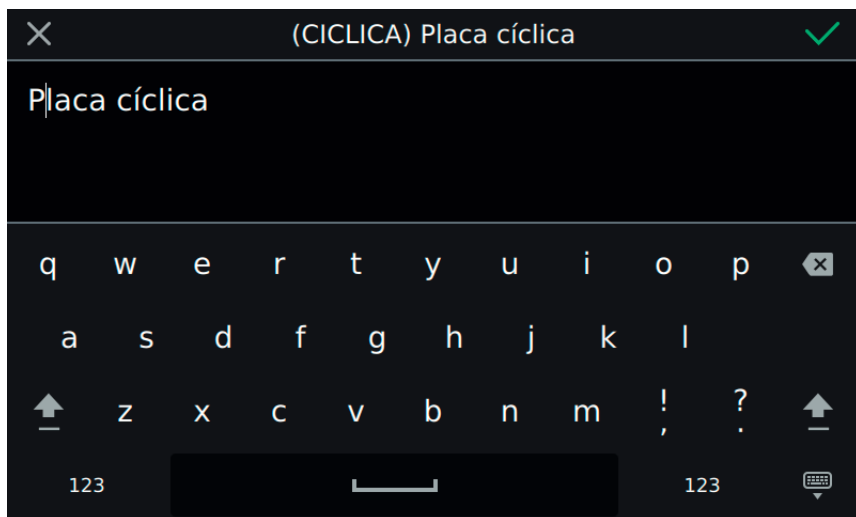 (CICLICA) Placa cíclica
Placa cíclica
q w e r t y u i o p
a s d f g h j k l
z x c v b n m ! ?
, .
123 123